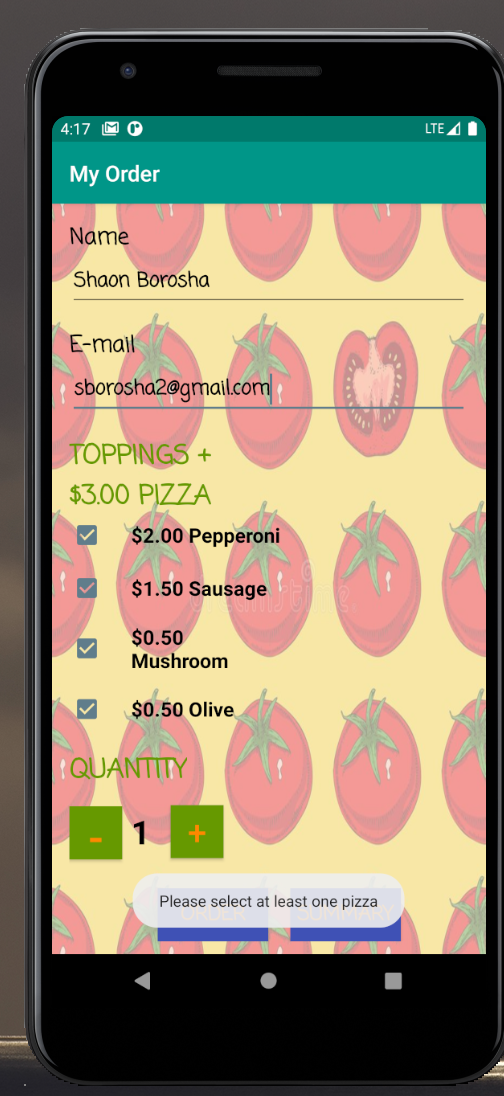 4:17 LTE
My Order
Name
Shaon Borosha
E-mail
sborosha2@gmail.com
TOPPINGS +
$3.00 PIZZA
$2.00 Pepperoni
$1.50 Sausage
dreamstime
$0.50
Mushroom
$0.50 Olive
QUANTITY
- 1 +
Please select at least one pizza
ORDER SUMMARY